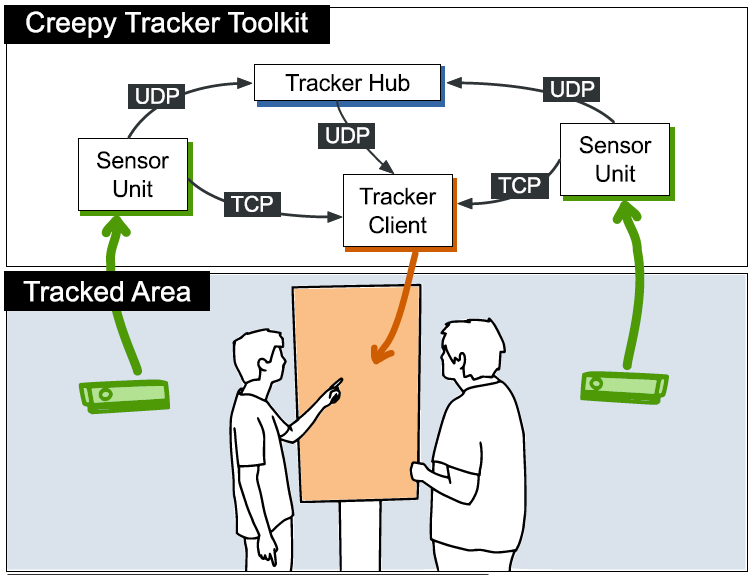 Creepy Tracker Toolkit
Tracker Hub
UDP
UDP
UDP
Sensor
Unit
Sensor
Unit
TCP
TCP
Tracker
Client
Tracked Area